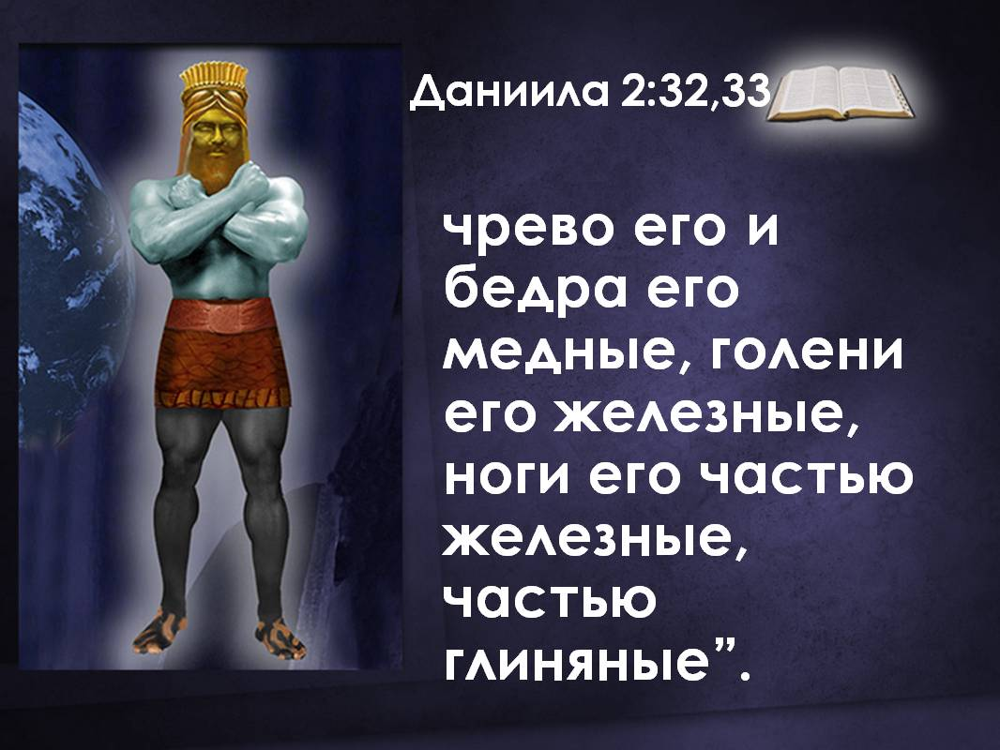 Даниила 2:32,33
чрево его и
бедра его
медные, голени
его железные,
ноги его частью
железные,
частью
глиняные”.